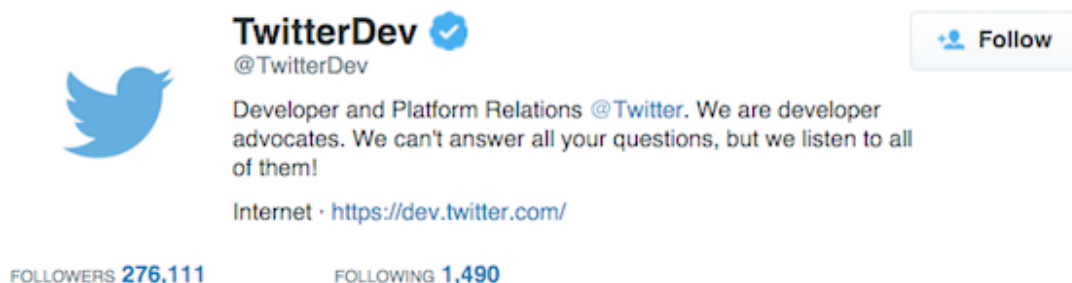 TwitterDev
Follow
@TwitterDev
Developer and Platform Relations @Twitter. We are developer
advocates. We can't answer all your questions, but we listen to all
of them!
Internet · https://dev.twitter.com/
FOLLOWERS 276,111 FOLLOWING 1,490